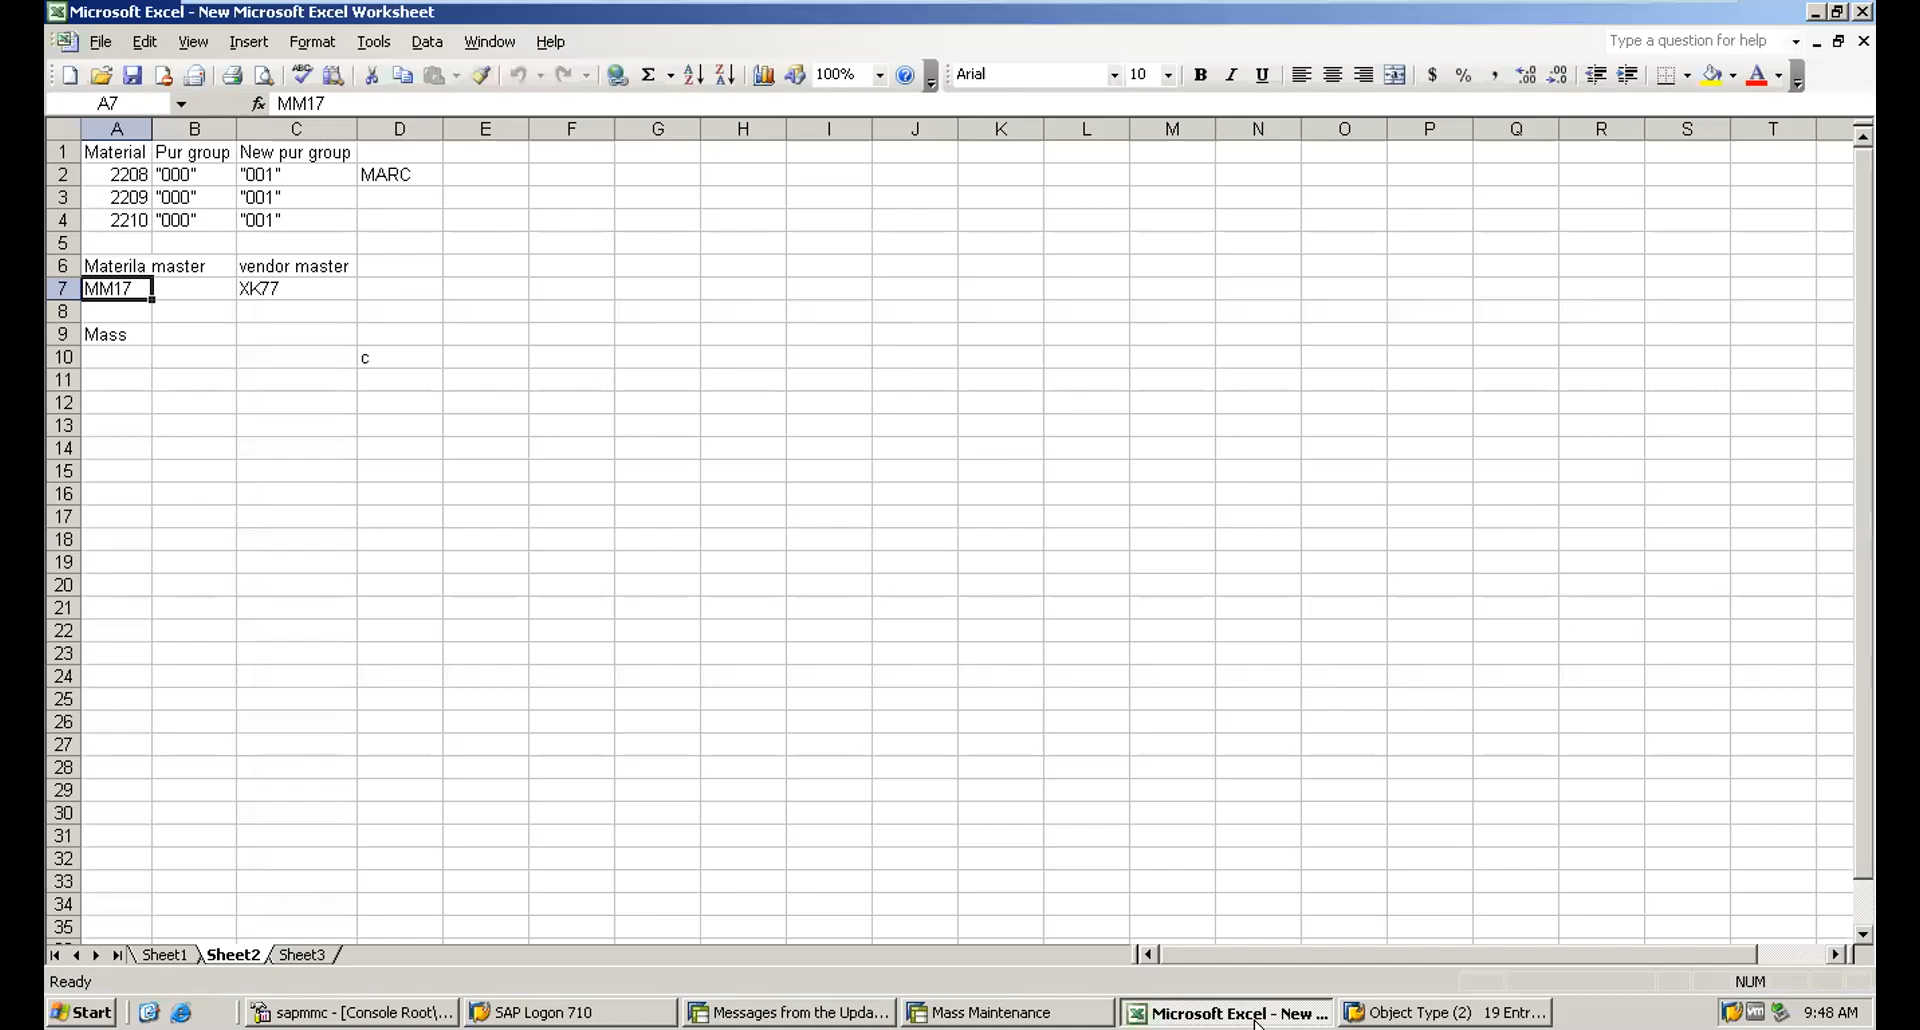 Microsoft Excel - New Microsoft Excel Worksheet
File Edit View Insert Format Tools Data Window Help Type a question for help
100% Arial 10 B I U $ % ,
A7 fx MM17
A B C D E F G H I J K L M N O P Q R S T
1 Material Pur group New pur group
2 2208 "000" "001" MARC
3 2209 "000" "001"
4 2210 "000" "001"
5
6 Materila master vendor master
7 MM17 XK77
8
9 Mass
10 c
11
12
13
14
15
16
17
18
19
20
21
22
23
24
25
26
27
28
29
30
31
32
33
34
35
Sheet1 Sheet2 Sheet3
Ready NUM
Start sapmmc - [Console Root\... SAP Logon 710 Messages from the Upda... Mass Maintenance Microsoft Excel - New ... Object Type (2) 19 Entr... 9:48 AM